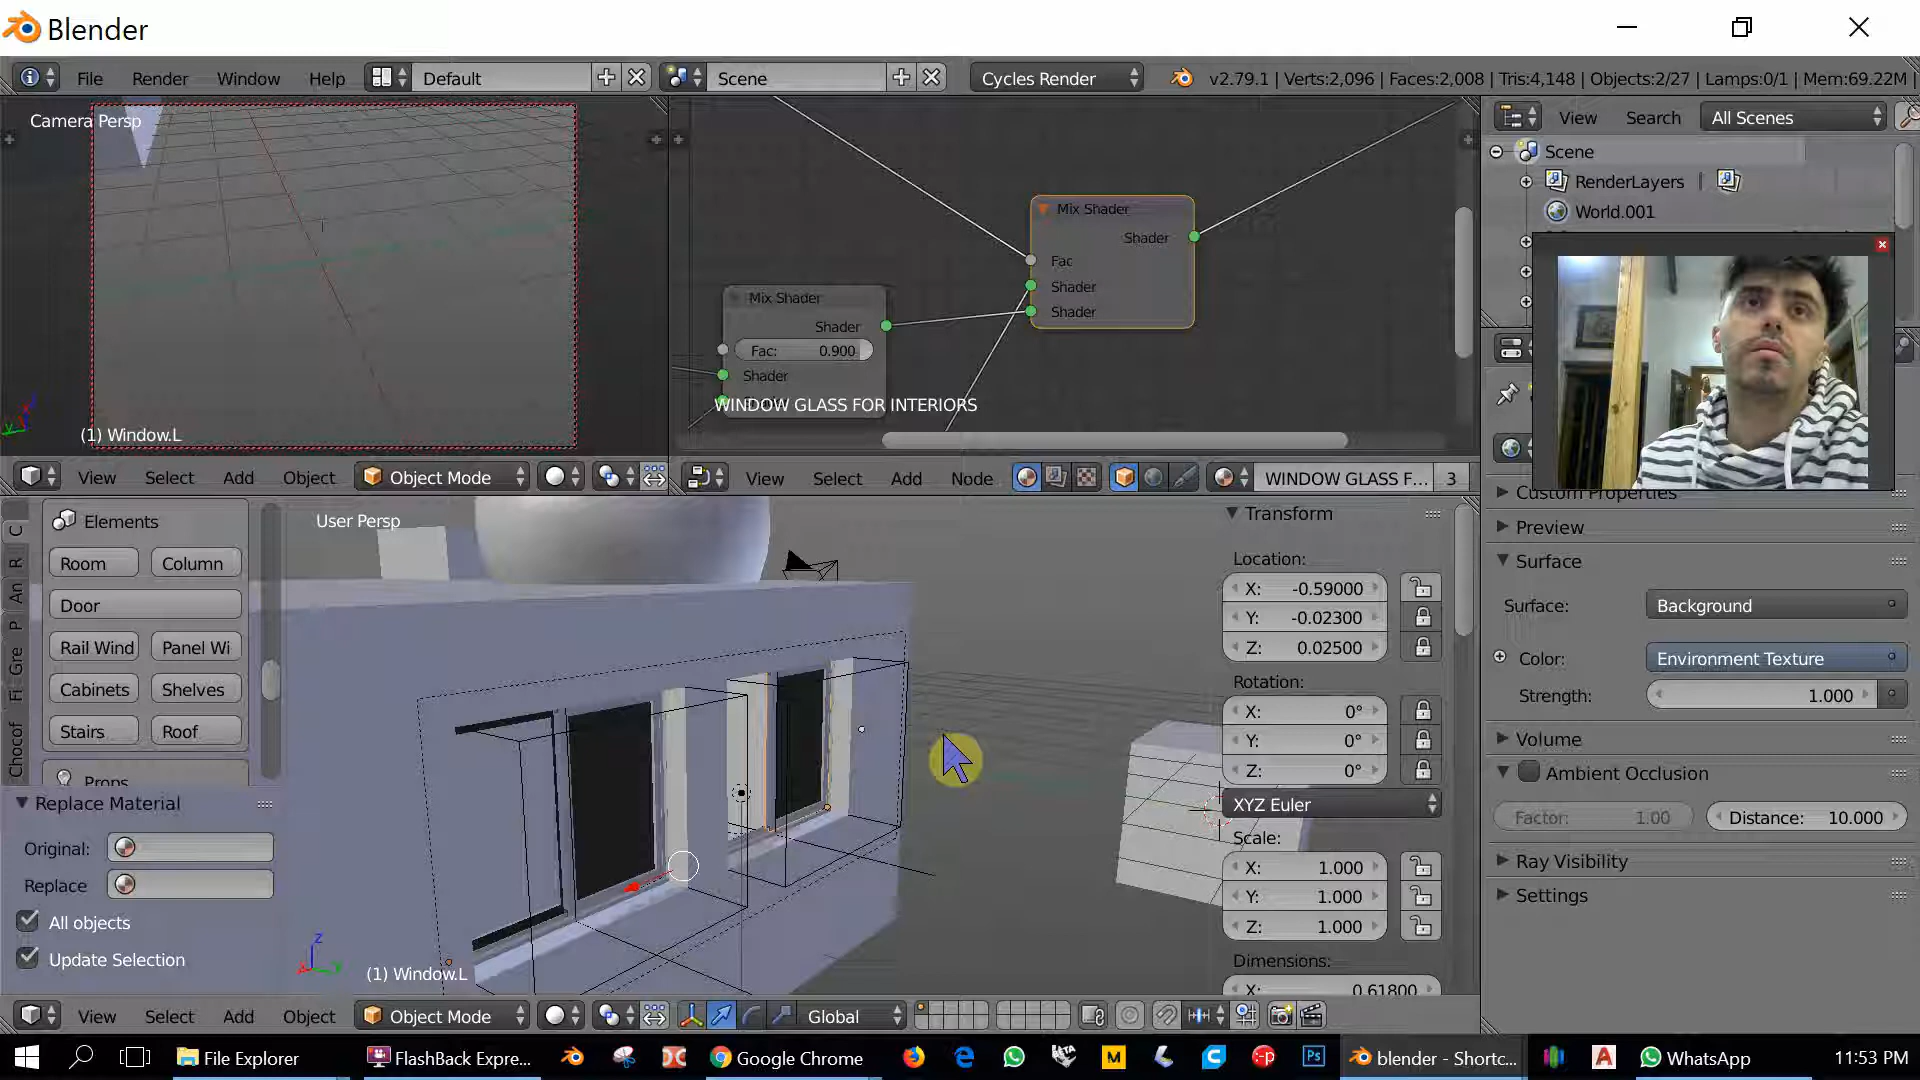 Blender
File Render Window Help Default Scene Cycles Render v2.79.1 | Verts:2,096 | Faces:2,008 | Tris:4,148 | Objects:2/27 | Lamps:0/1 | Mem:69.22M
Camera Persp
(1) Window.L
View Select Add Object Object Mode
Mix Shader
Shader
Fac
Shader
Shader
Mix Shader
Shader
Fac: 0.900
Shader
WINDOW GLASS FOR INTERIORS
View Select Add Node WINDOW GLASS F... 3
View Search All Scenes
Scene
RenderLayers |
World.001
Custom Properties
Preview
Surface
Surface: Background
Color: Environment Texture
Strength: 1.000
Volume
Ambient Occlusion
Factor: 1.00 Distance: 10.000
Ray Visibility
Settings
C
R
An
P
Gre
Fi
Chocof
Elements
Room Column
Door
Rail Wind Panel Wi
Cabinets Shelves
Stairs Roof
Props
Replace Material
Original:
Replace
All objects
Update Selection
User Persp
Z
(1) Window.L
Transform
Location:
X: -0.59000
Y: -0.02300
Z: 0.02500
Rotation:
X: 0°
Y: 0°
Z: 0°
XYZ Euler
Scale:
X: 1.000
Y: 1.000
Z: 1.000
Dimensions:
X: 0.61800
View Select Add Object Object Mode Global
File Explorer FlashBack Expre... Google Chrome blender - Shortc... WhatsApp 11:53 PM